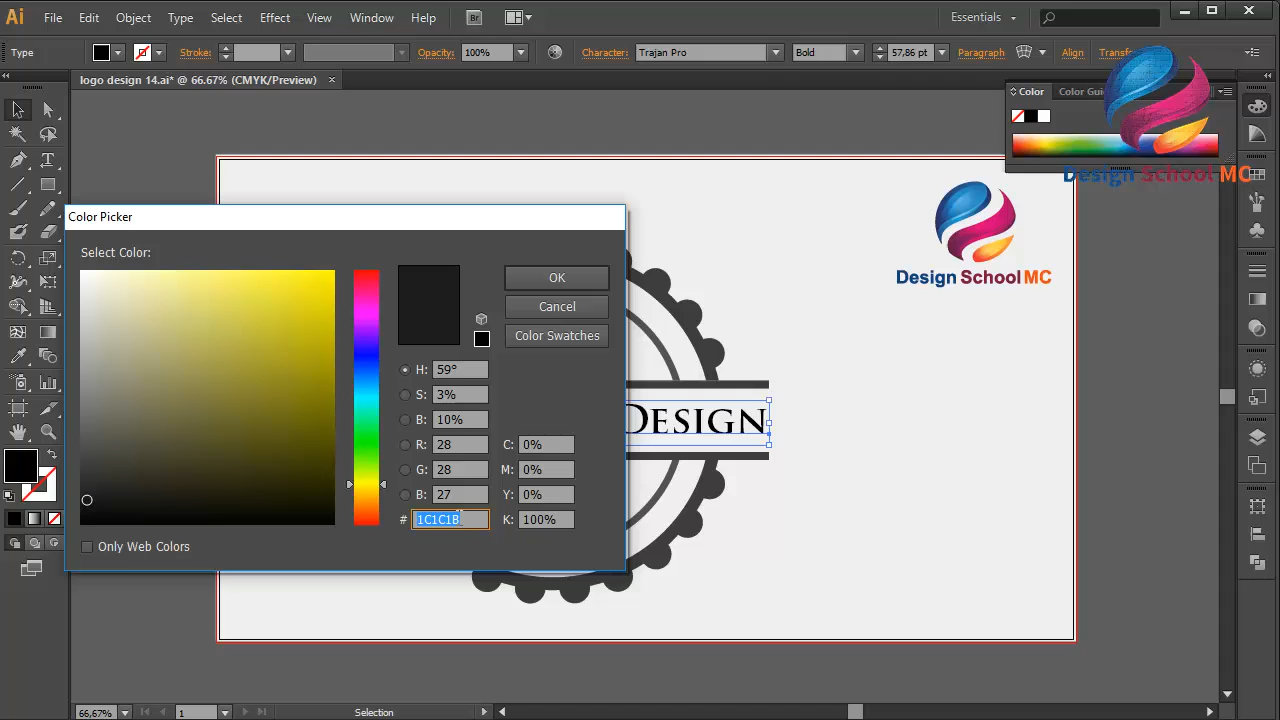 Ai File Edit Object Type Select Effect View Window Help Br Essentials
Type Stroke: Opacity: 100% Character: Trajan Pro Bold 57,86 pt Paragraph Align Transfo
logo design 14.ai* @ 66.67% (CMYK/Preview) ×
Color Color Gui
Design School MC
Design School MC
Color Picker
Select Color:
OK
Cancel
Color Swatches
H: 59°
S: 3%
B: 10%
R: 28 C: 0%
G: 28 M: 0%
B: 27 Y: 0%
# 1C1C1B K: 100%
Only Web Colors
Design
66,67% 1 Selection